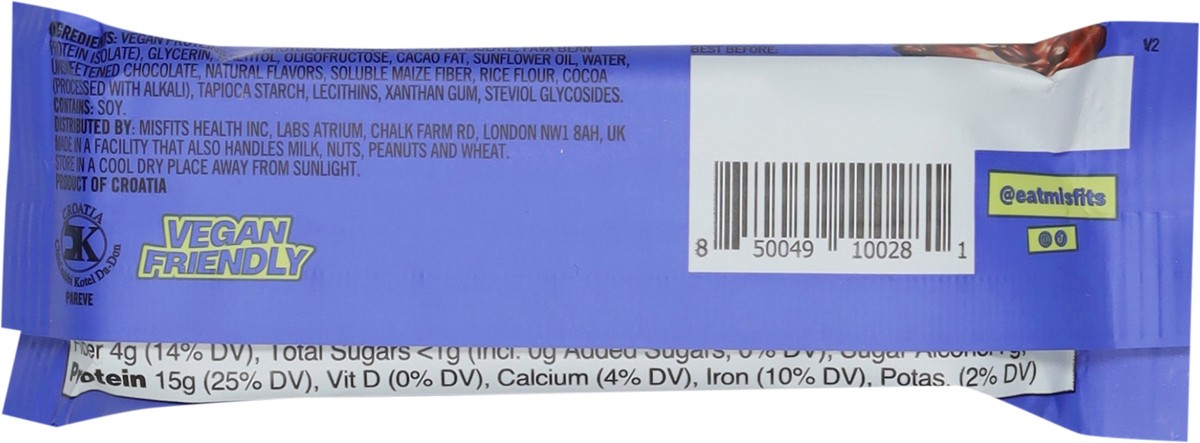 INGREDIENTS: VEGAN
PROTEIN ISOLATE), GLYCERIN, OLIGOFRUCTOSE, CACAO FAT, SUNFLOWER OIL, WATER,
UNSWEETENED CHOCOLATE, NATURAL FLAVORS, SOLUBLE MAIZE FIBER, RICE FLOUR, COCOA
(PROCESSED WITH ALKALI), TAPIOCA STARCH, LECITHINS, XANTHAN GUM, STEVIOL GLYCOSIDES.
CONTAINS: SOY.
DISTRIBUTED BY: MISFITS HEALTH INC, LABS ATRIUM, CHALK FARM RD, LONDON NW1 8AH, UK
MADE IN A FACILITY THAT ALSO HANDLES MILK, NUTS, PEANUTS AND WHEAT.
STORE IN A COOL DRY PLACE AWAY FROM SUNLIGHT.
PRODUCT OF CROATIA
CROATIA
K
Kotel Da-Don
PAREVE
VEGAN
FRIENDLY
BEST BEFORE:
V2
8 50049 10028 1
@eatmisfits
Fiber 4g (14% DV), Total Sugars <1g (Incl. 0g Added Sugars, 0% DV), Sugar
Protein 15g (25% DV), Vit D (0% DV), Calcium (4% DV), Iron (10% DV), Potas. (2% DV)